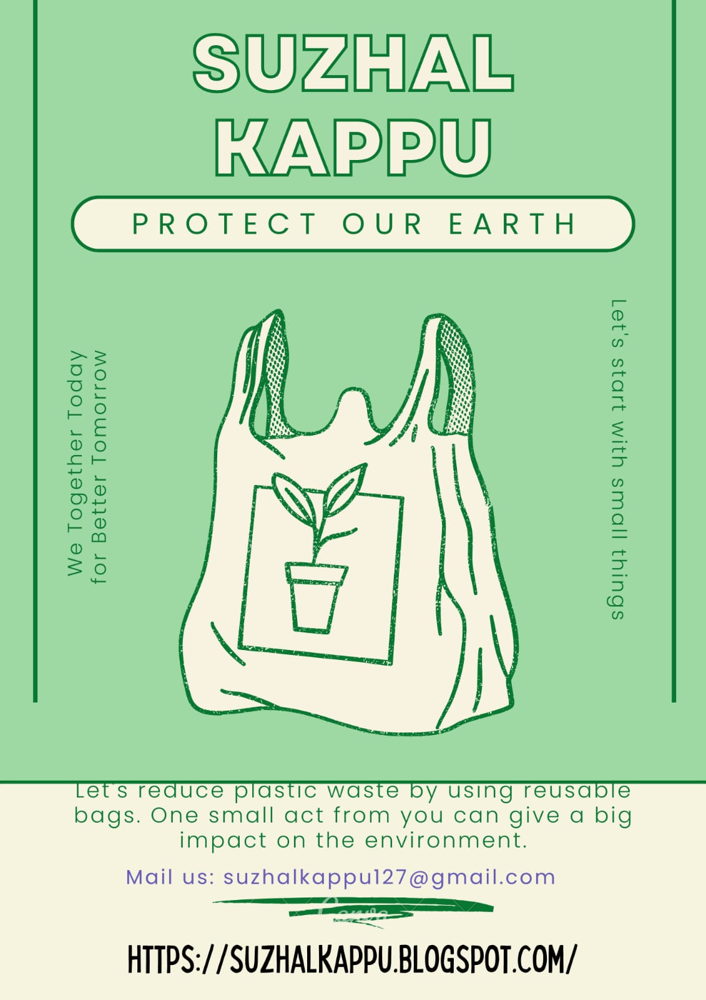 SUZHAL
KAPPU
PROTECT OUR EARTH
We Together Today
for Better Tomorrow
Let's start with small things
Let's reduce plastic waste by using reusable
bags. One small act from you can give a big
impact on the environment.
Mail us: suzhalkappu127@gmail.com
Canva
HTTPS://SUZHALKAPPU.BLOGSPOT.COM/